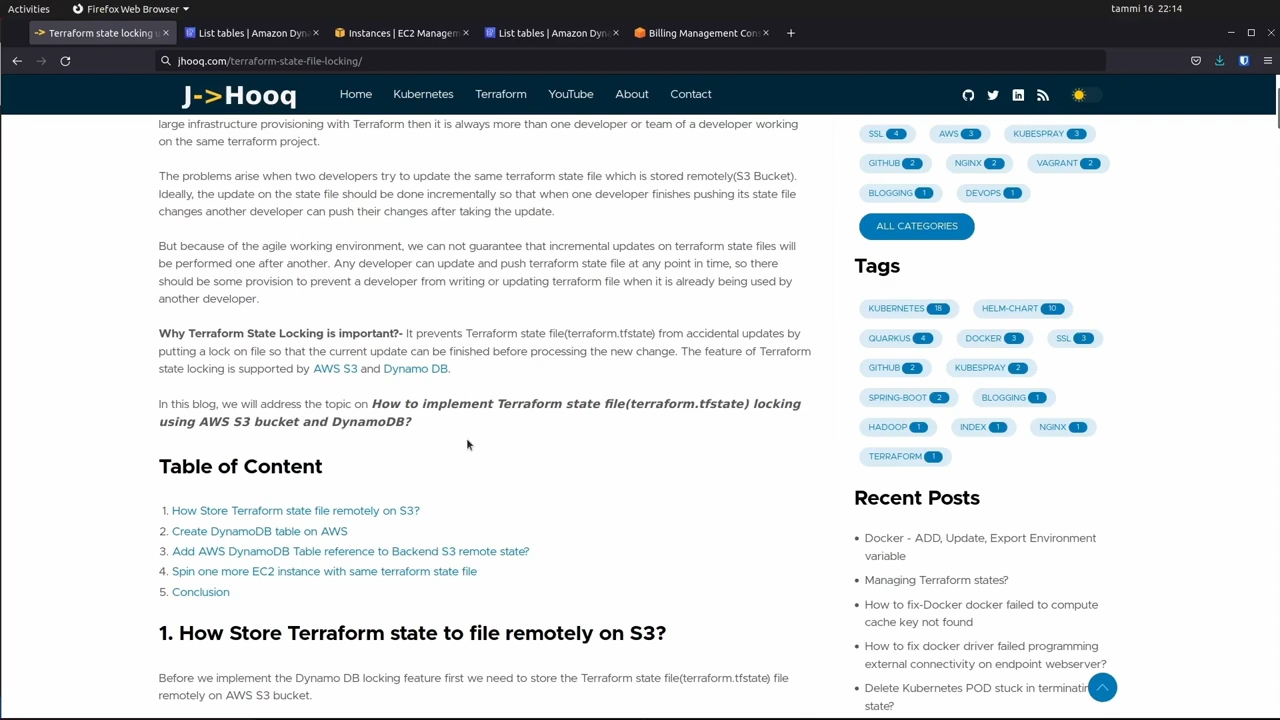 Activities
Firefox Web Browser
tammi 16 22:14
Terraform state locking u
List tables | Amazon Dyna
Instances | EC2 Managem
List tables | Amazon Dyna
Billing Management Cons
jhooq.com/terraform-state-file-locking/
J->Hooq
Home
Kubernetes
Terraform
YouTube
About
Contact
large infrastructure provisioning with Terraform then it is always more than one developer or team of a developer working
on the same terraform project.
The problems arise when two developers try to update the same terraform state file which is stored remotely(S3 Bucket).
Ideally, the update on the state file should be done incrementally so that when one developer finishes pushing its state file
changes another developer can push their changes after taking the update.
But because of the agile working environment, we can not guarantee that incremental updates on terraform state files will
be performed one after another. Any developer can update and push terraform state file at any point in time, so there
should be some provision to prevent a developer from writing or updating terraform file when it is already being used by
another developer.
Why Terraform State Locking is important?- It prevents Terraform state file(terraform.tfstate) from accidental updates by
putting a lock on file so that the current update can be finished before processing the new change. The feature of Terraform
state locking is supported by AWS S3 and Dynamo DB.
In this blog, we will address the topic on How to implement Terraform state file(terraform.tfstate) locking
using AWS S3 bucket and DynamoDB?
Table of Content
1. How Store Terraform state file remotely on S3?
2. Create DynamoDB table on AWS
3. Add AWS DynamoDB Table reference to Backend S3 remote state?
4. Spin one more EC2 instance with same terraform state file
5. Conclusion
1. How Store Terraform state to file remotely on S3?
Before we implement the Dynamo DB locking feature first we need to store the Terraform state file(terraform.tfstate) file
remotely on AWS S3 bucket.
SSL 4
AWS 3
KUBESPRAY 3
GITHUB 2
NGINX 2
VAGRANT 2
BLOGGING 1
DEVOPS 1
ALL CATEGORIES
Tags
KUBERNETES 18
HELM-CHART 10
QUARKUS 4
DOCKER 3
SSL 3
GITHUB 2
KUBESPRAY 2
SPRING-BOOT 2
BLOGGING 1
HADOOP 1
INDEX 1
NGINX 1
TERRAFORM 1
Recent Posts
Docker - ADD, Update, Export Environment
variable
Managing Terraform states?
How to fix-Docker docker failed to compute
cache key not found
How to fix docker driver failed programming
external connectivity on endpoint webserver?
Delete Kubernetes POD stuck in terminatin
state?